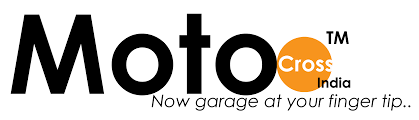 Moto
TM
Cross
India
Now garage at your finger tip..